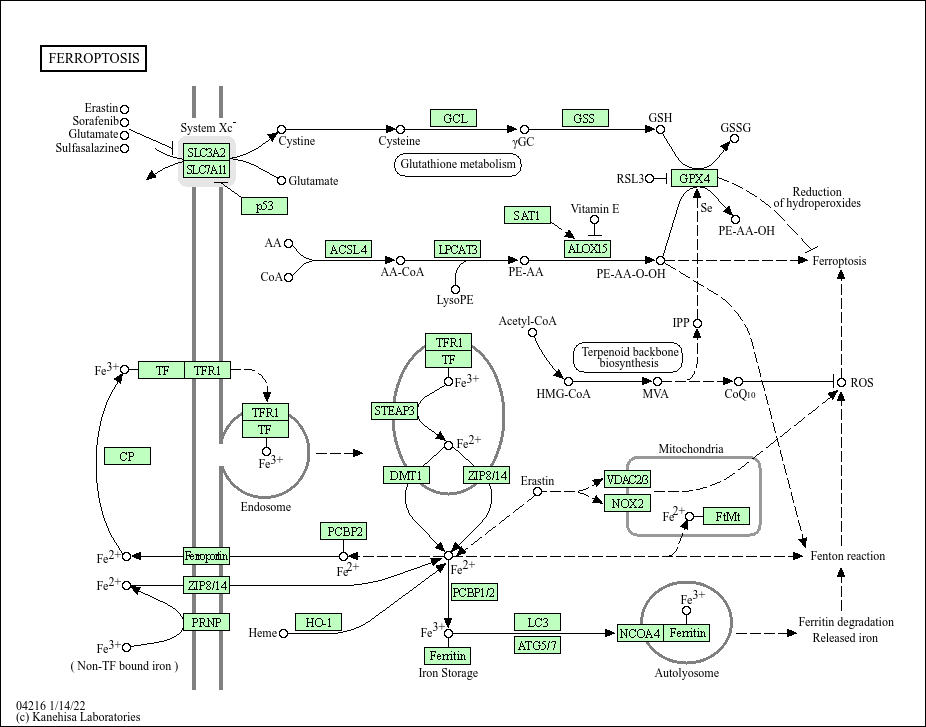 FERROPTOSIS
Erastin
Sorafenib
Glutamate
Sulfasalazine
System Xc-
SLC3A2
SLC7A11
p53
Cystine
Glutamate
Cysteine
GCL
γGC
GSS
GSH
GSSG
Glutathione metabolism
RSL3
GPX4
Se
PE-AA-OH
Reduction
of hydroperoxides
AA
CoA
ACSL4
AA-CoA
LPCAT3
LysoPE
PE-AA
SAT1
Vitamin E
ALOX15
PE-AA-O-OH
Ferroptosis
Acetyl-CoA
Terpenoid backbone
biosynthesis
IPP
HMG-CoA
MVA
CoQ10
ROS
Fe3+
TF
TFR1
TFR1
TF
Fe3+
Endosome
TFR1
TF
Fe3+
STEAP3
Fe2+
DMT1
ZIP8/14
CP
Erastin
Mitochondria
VDAC2/3
NOX2
Fe2+
FtMt
PCBP2
Fe2+
Ferroportin
Fe2+
Fe2+
Fenton reaction
Fe2+
ZIP8/14
PRNP
Fe3+
( Non-TF bound iron )
Heme
HO-1
PCBP1/2
Fe3+
Ferritin
Iron Storage
LC3
ATG5/7
Fe3+
NCOA4
Ferritin
Autolyosome
Ferritin degradation
Released iron
04216 1/14/22
(c) Kanehisa Laboratories